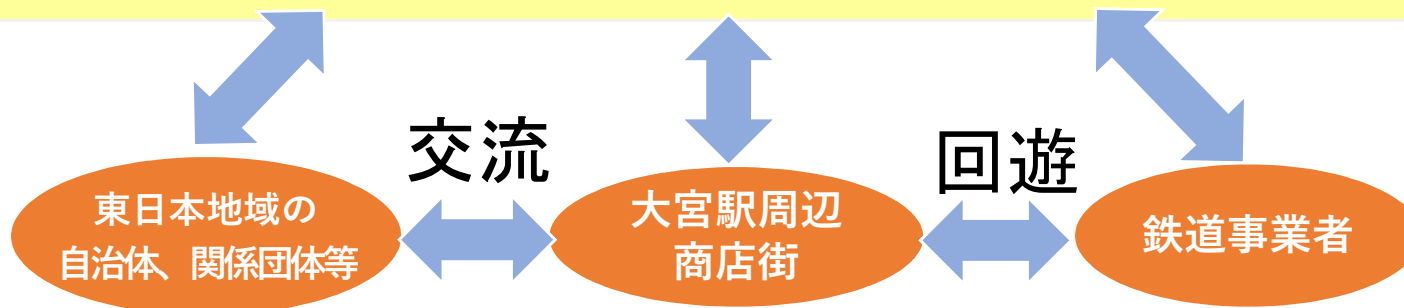 交流
回遊
東日本地域の
自治体、関係団体等
大宮駅周辺
商店街
鉄道事業者